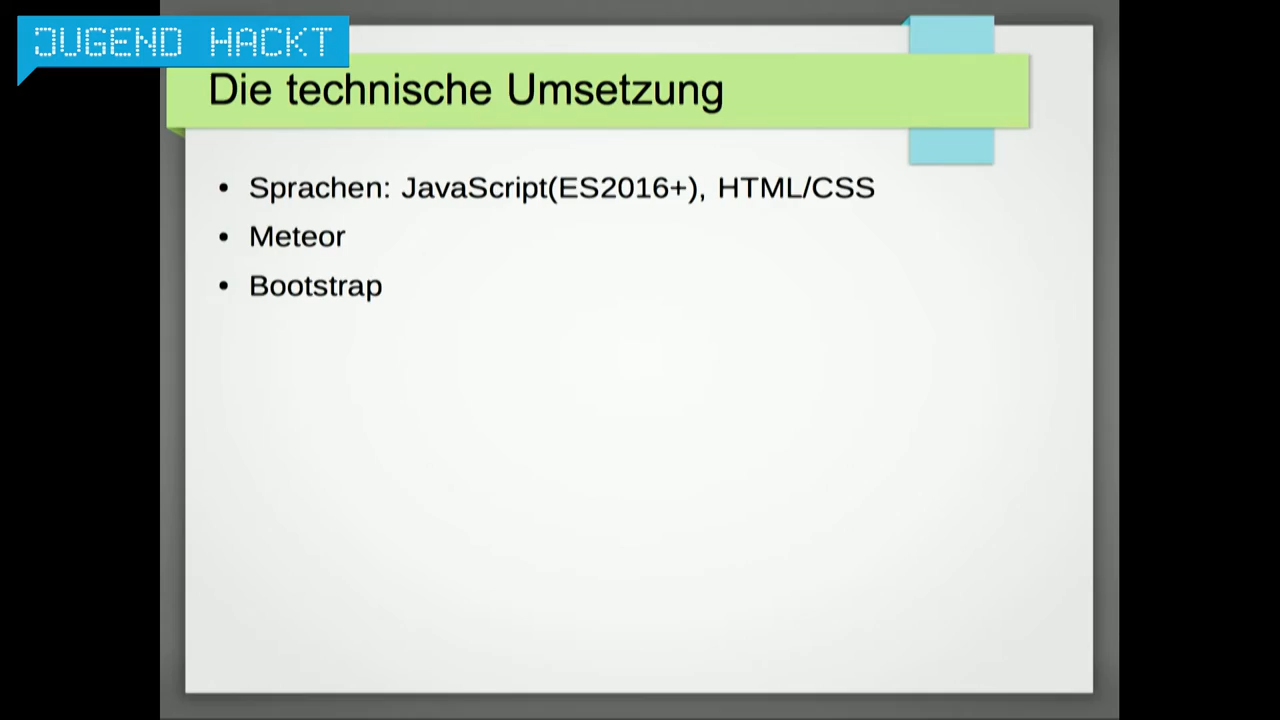 JUGEND HACKT
Die technische Umsetzung
• Sprachen: JavaScript(ES2016+), HTML/CSS
• Meteor
• Bootstrap